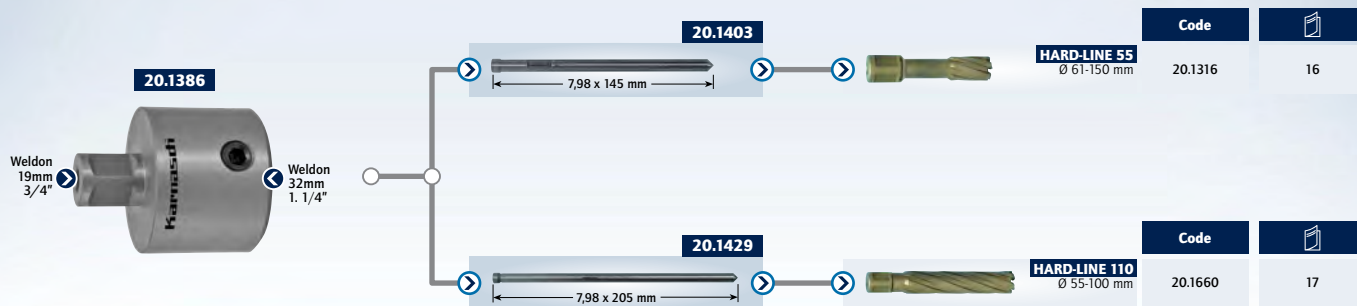 20.1386
Weldon
19mm
3/4"
Karnasch
Weldon
32mm
1. 1/4"
20.1403
7,98 x 145 mm
HARD-LINE 55
Ø 61-150 mm
Code
20.1316
16
20.1429
7,98 x 205 mm
HARD-LINE 110
Ø 55-100 mm
Code
20.1660
17